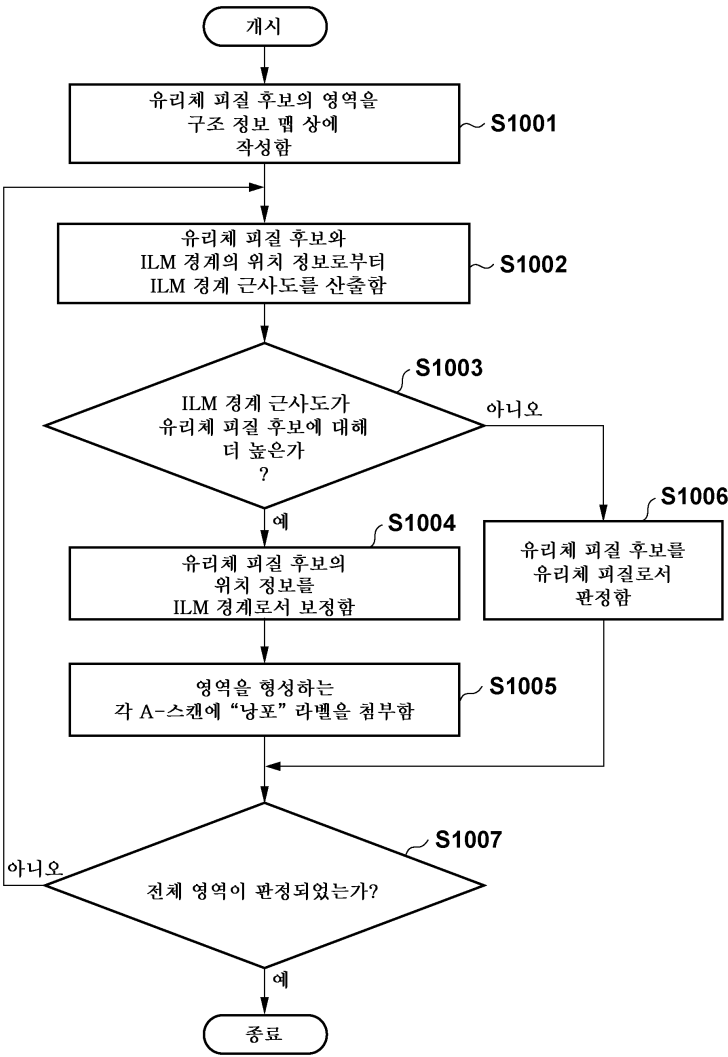 개시
유리체 피질 후보의 영역을
구조 정보 맵 상에
작성함
S1001
유리체 피질 후보와
ILM 경계의 위치 정보로부터
ILM 경계 근사도를 산출함
S1002
S1003
ILM 경계 근사도가
유리체 피질 후보에 대해
더 높은가
?
아니오
예
S1004
유리체 피질 후보의
위치 정보를
ILM 경계로서 보정함
S1006
유리체 피질 후보를
유리체 피질로서
판정함
영역을 형성하는
각 A-스캔에 “낭포” 라벨을 첨부함
S1005
S1007
아니오
전체 영역이 판정되었는가?
예
종료